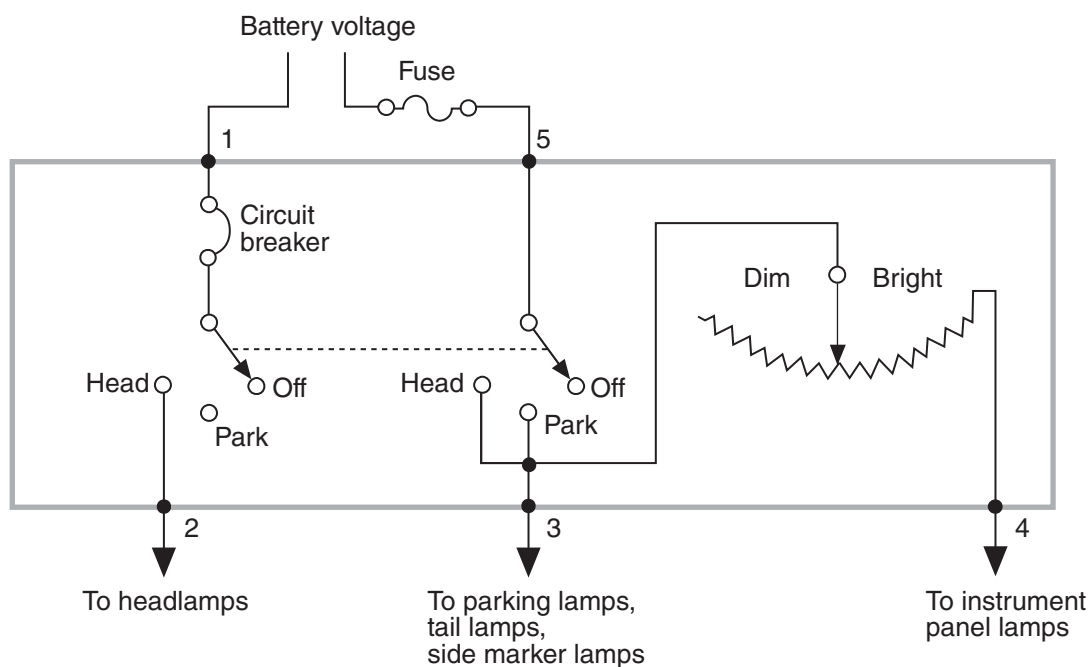 Battery voltage
Fuse
1
5
Circuit
breaker
Dim
Bright
Head
Off
Park
Head
Off
Park
2
3
4
To headlamps
To parking lamps,
tail lamps,
side marker lamps
To instrument
panel lamps